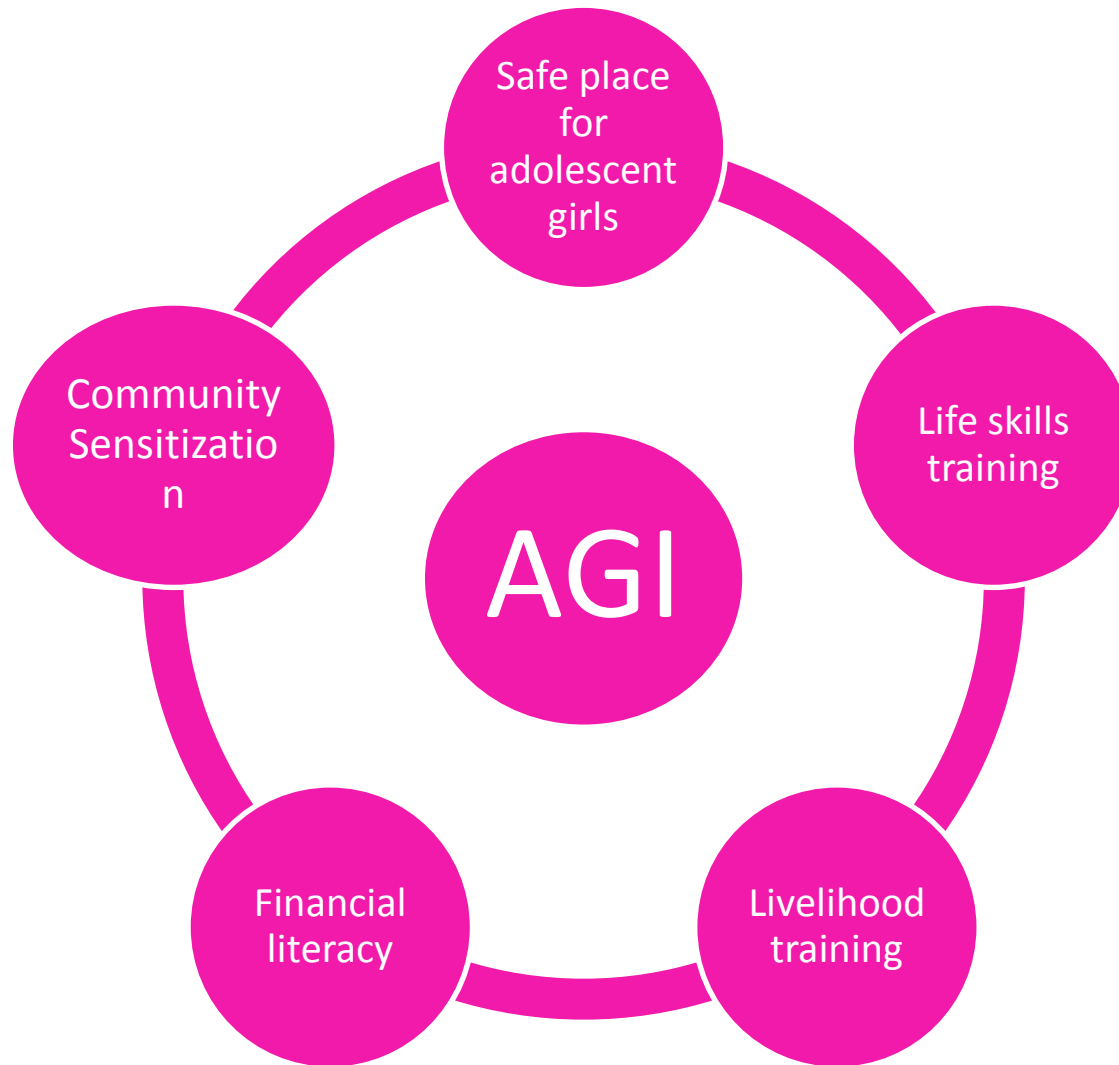 Safe place
for
adolescent
girls
Life skills
training
Livelihood
training
Financial
literacy
Community
Sensitizatio
n
AGI